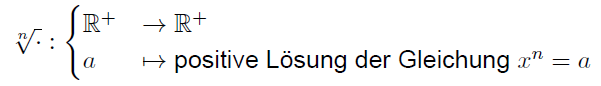 ⁿ√· : { ℝ⁺ → ℝ⁺
a ↦ positive Lösung der Gleichung xⁿ = a